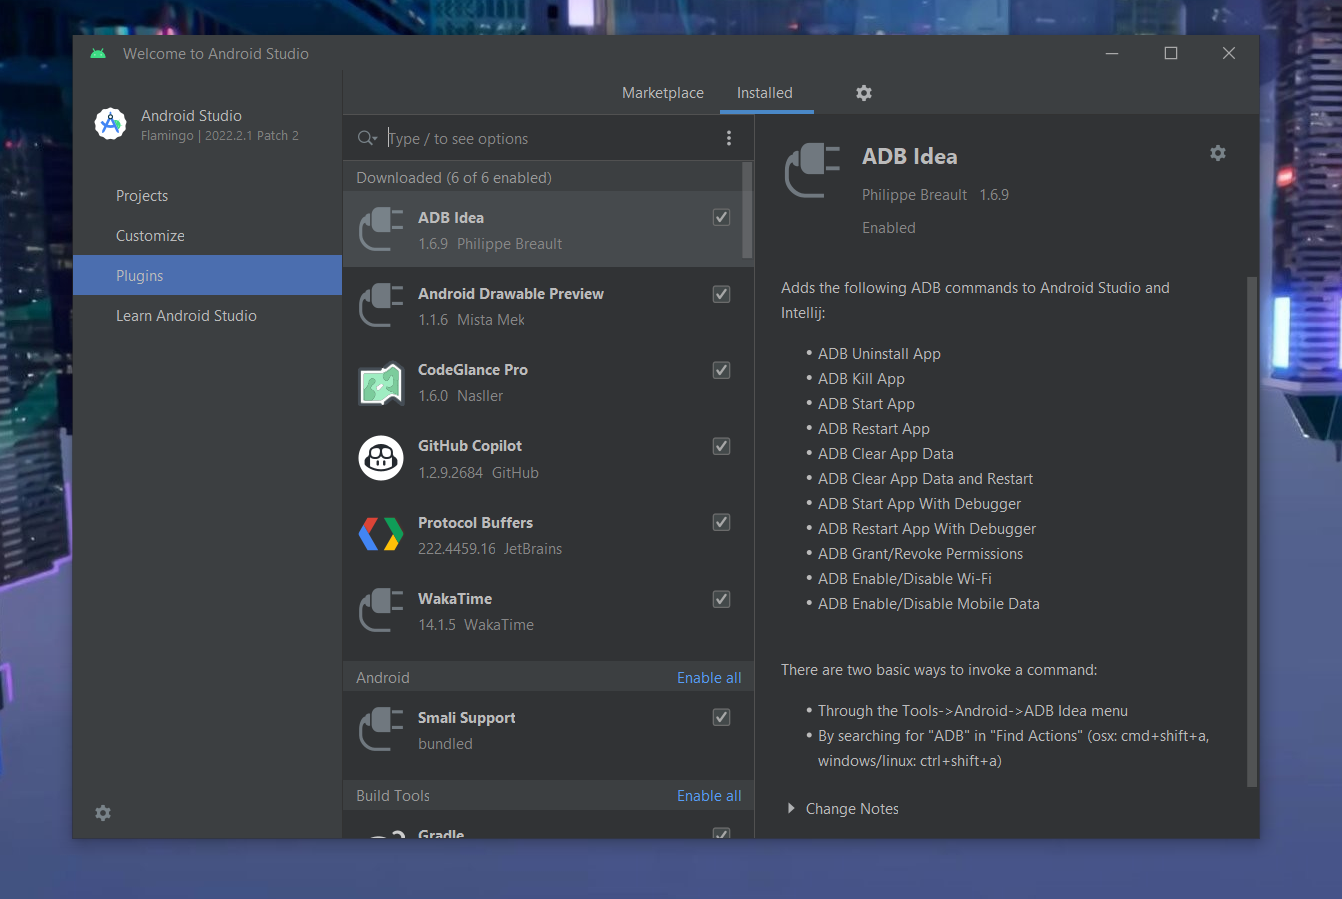 Welcome to Android Studio
Android Studio
Flamingo | 2022.2.1 Patch 2
Projects
Customize
Plugins
Learn Android Studio
Marketplace
Installed
Type / to see options
Downloaded (6 of 6 enabled)
ADB Idea
1.6.9 Philippe Breault
Android Drawable Preview
1.1.6 Mista Mek
CodeGlance Pro
1.6.0 Nasller
GitHub Copilot
1.2.9.2684 GitHub
Protocol Buffers
222.4459.16 JetBrains
WakaTime
14.1.5 WakaTime
Android
Enable all
Smali Support
bundled
Build Tools
Enable all
Gradle
ADB Idea
Philippe Breault 1.6.9
Enabled
Adds the following ADB commands to Android Studio and
Intellij:
• ADB Uninstall App
• ADB Kill App
• ADB Start App
• ADB Restart App
• ADB Clear App Data
• ADB Clear App Data and Restart
• ADB Start App With Debugger
• ADB Restart App With Debugger
• ADB Grant/Revoke Permissions
• ADB Enable/Disable Wi-Fi
• ADB Enable/Disable Mobile Data
There are two basic ways to invoke a command:
• Through the Tools->Android->ADB Idea menu
• By searching for "ADB" in "Find Actions" (osx: cmd+shift+a,
windows/linux: ctrl+shift+a)
Change Notes